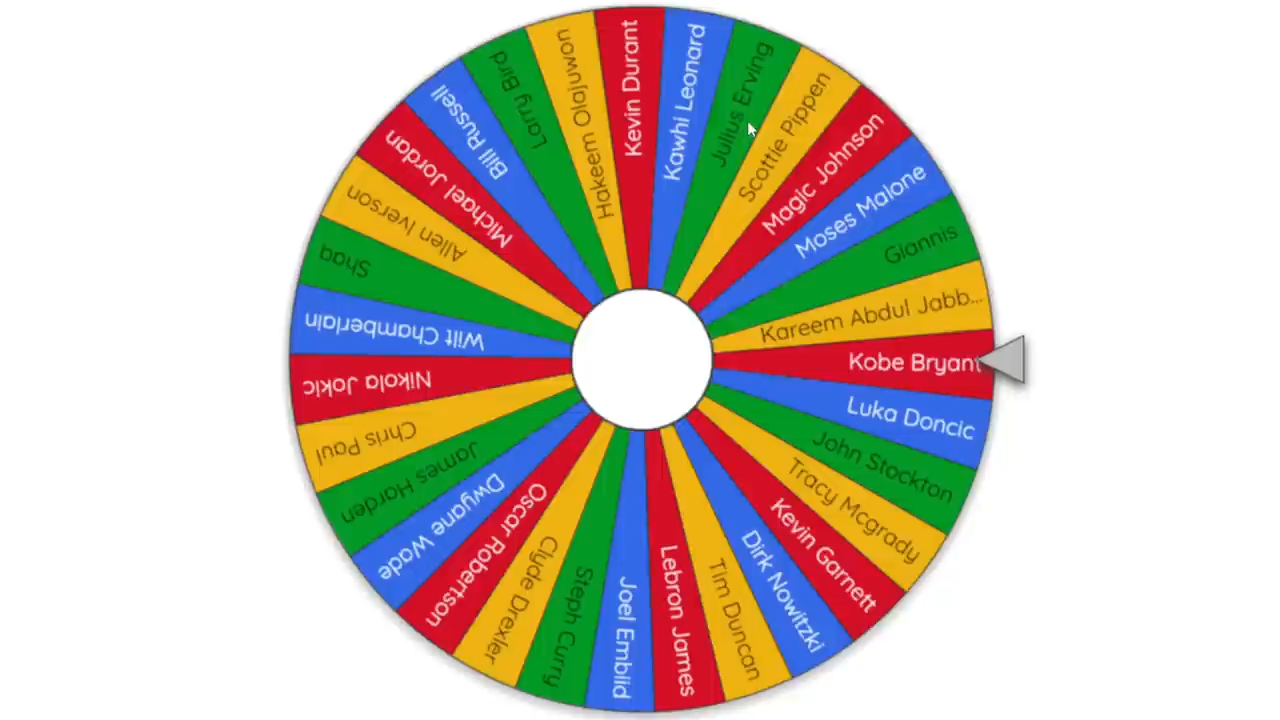 Kevin Durant
Kawhi Leonard
Julius Erving
Scottie Pippen
Magic Johnson
Moses Malone
Giannis
Kareem Abdul Jabb...
Kobe Bryant
Luka Doncic
John Stockton
Tracy Mcgrady
Kevin Garnett
Dirk Nowitzki
Tim Duncan
Lebron James
Joel Embiid
Steph Curry
Clyde Drexler
Oscar Robertson
Dwyane Wade
James Harden
Chris Paul
Nikola Jokic
Wilt Chamberlain
Shaq
Allen Iverson
Michael Jordan
Bill Russell
Larry Bird
Hakeem Olajuwon